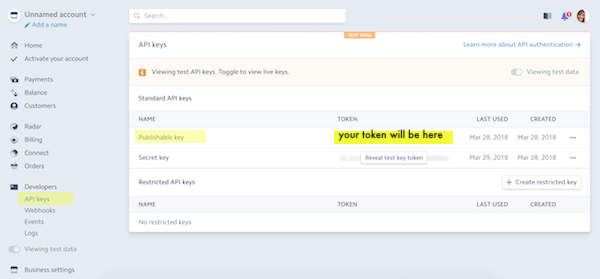 Unnamed account
Add a name
Search...
Home
Activate your account
Payments
Balance
Customers
Radar
Billing
Connect
Orders
Developers
API keys
Webhooks
Events
Logs
Viewing test data
Business settings
TEST DATA
API keys
Learn more about API authentication →
Viewing test API keys. Toggle to view live keys.
Viewing test data
Standard API keys
NAME TOKEN LAST USED CREATED
Publishable key your token will be here Mar 28, 2018 Mar 28, 2018
Secret key Reveal test key token Mar 29, 2018 Mar 28, 2018
Restricted API keys
+ Create restricted key
NAME TOKEN LAST USED CREATED
No restricted keys